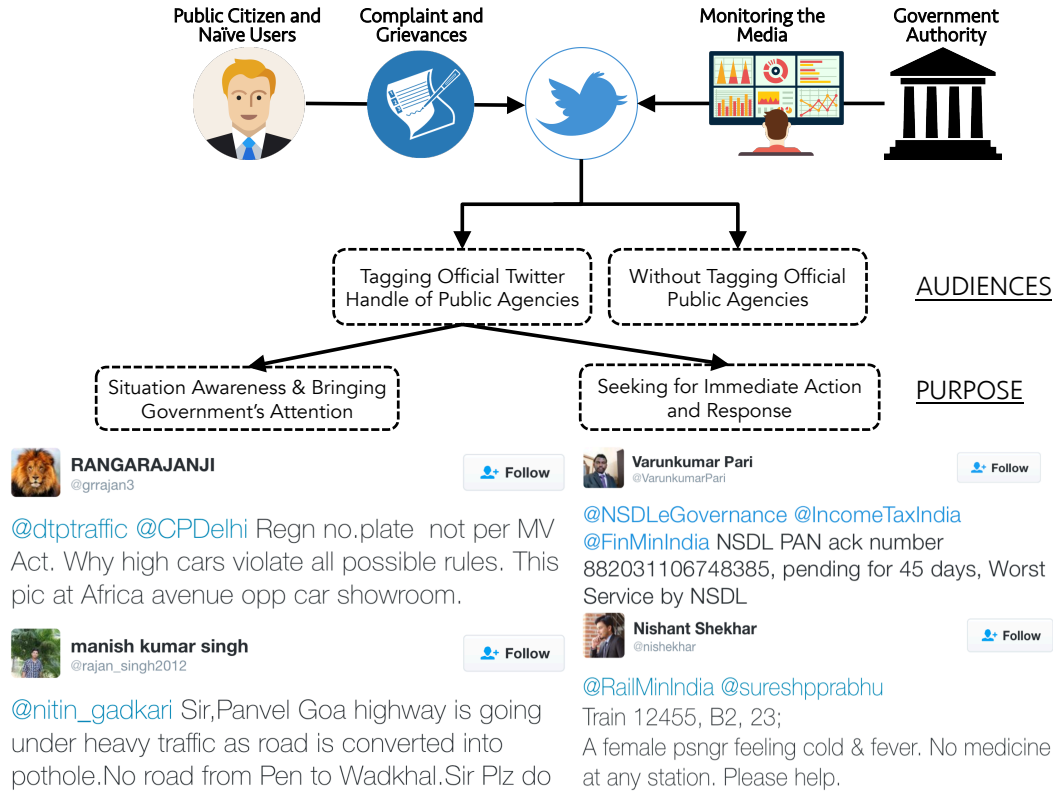 Public Citizen and
Naïve Users
Complaint and
Grievances
Monitoring the
Media
Government
Authority
Tagging Official Twitter
Handle of Public Agencies
Without Tagging Official
Public Agencies
AUDIENCES
Situation Awareness & Bringing
Government's Attention
Seeking for Immediate Action
and Response
PURPOSE
RANGARAJANJI
@grrajan3
Follow
@dtptraffic @CPDelhi Regn no.plate not per MV
Act. Why high cars violate all possible rules. This
pic at Africa avenue opp car showroom.
manish kumar singh
@rajan_singh2012
Follow
@nitin_gadkari Sir,Panvel Goa highway is going
under heavy traffic as road is converted into
pothole.No road from Pen to Wadkhal.Sir Plz do
Varunkumar Pari
@VarunkumarPari
Follow
@NSDLeGovernance @IncomeTaxIndia
@FinMinIndia NSDL PAN ack number
882031106748385, pending for 45 days, Worst
Service by NSDL
Nishant Shekhar
@nishekhar
Follow
@RailMinIndia @sureshpprabhu
Train 12455, B2, 23;
A female psngr feeling cold & fever. No medicine
at any station. Please help.